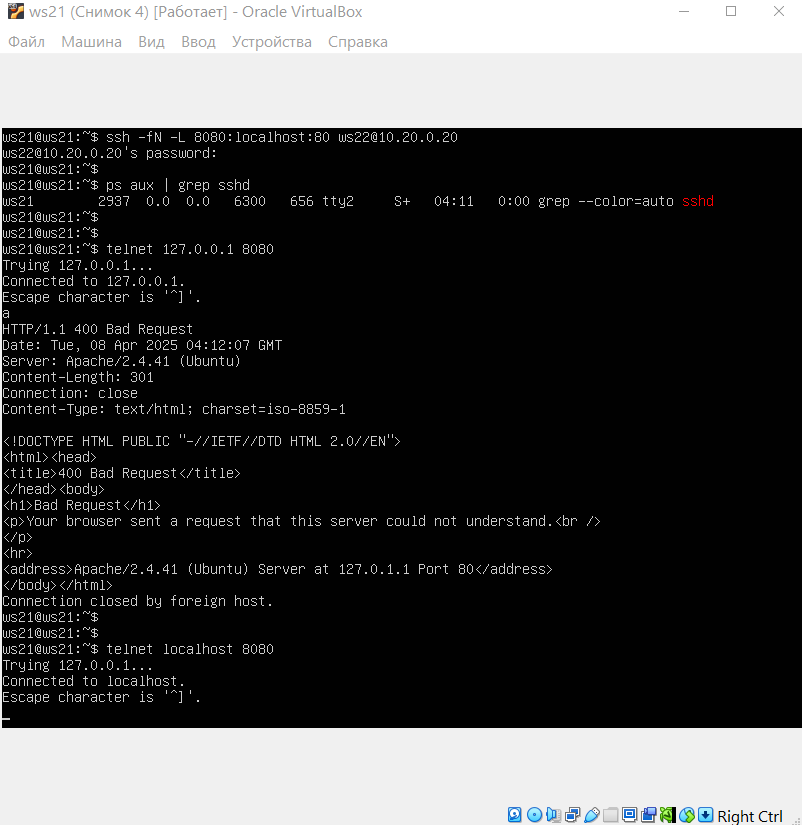 ws21 (Снимок 4) [Работает] - Oracle VirtualBox
Файл Машина Вид Ввод Устройства Справка
ws21@ws21:~$ ssh -fN -L 8080:localhost:80 ws22@10.20.0.20
ws22@10.20.0.20's password:
ws21@ws21:~$
ws21@ws21:~$ ps aux | grep sshd
ws21        2937  0.0  0.0   6300   656 tty2     S+   04:11   0:00 grep --color=auto sshd
ws21@ws21:~$
ws21@ws21:~$
ws21@ws21:~$ telnet 127.0.0.1 8080
Trying 127.0.0.1...
Connected to 127.0.0.1.
Escape character is '^]'.
a
HTTP/1.1 400 Bad Request
Date: Tue, 08 Apr 2025 04:12:07 GMT
Server: Apache/2.4.41 (Ubuntu)
Content-Length: 301
Connection: close
Content-Type: text/html; charset=iso-8859-1

<!DOCTYPE HTML PUBLIC "-//IETF//DTD HTML 2.0//EN">
<html><head>
<title>400 Bad Request</title>
</head><body>
<h1>Bad Request</h1>
<p>Your browser sent a request that this server could not understand.<br />
</p>
<hr>
<address>Apache/2.4.41 (Ubuntu) Server at 127.0.1.1 Port 80</address>
</body></html>
Connection closed by foreign host.
ws21@ws21:~$
ws21@ws21:~$
ws21@ws21:~$ telnet localhost 8080
Trying 127.0.0.1...
Connected to localhost.
Escape character is '^]'.
Right Ctrl